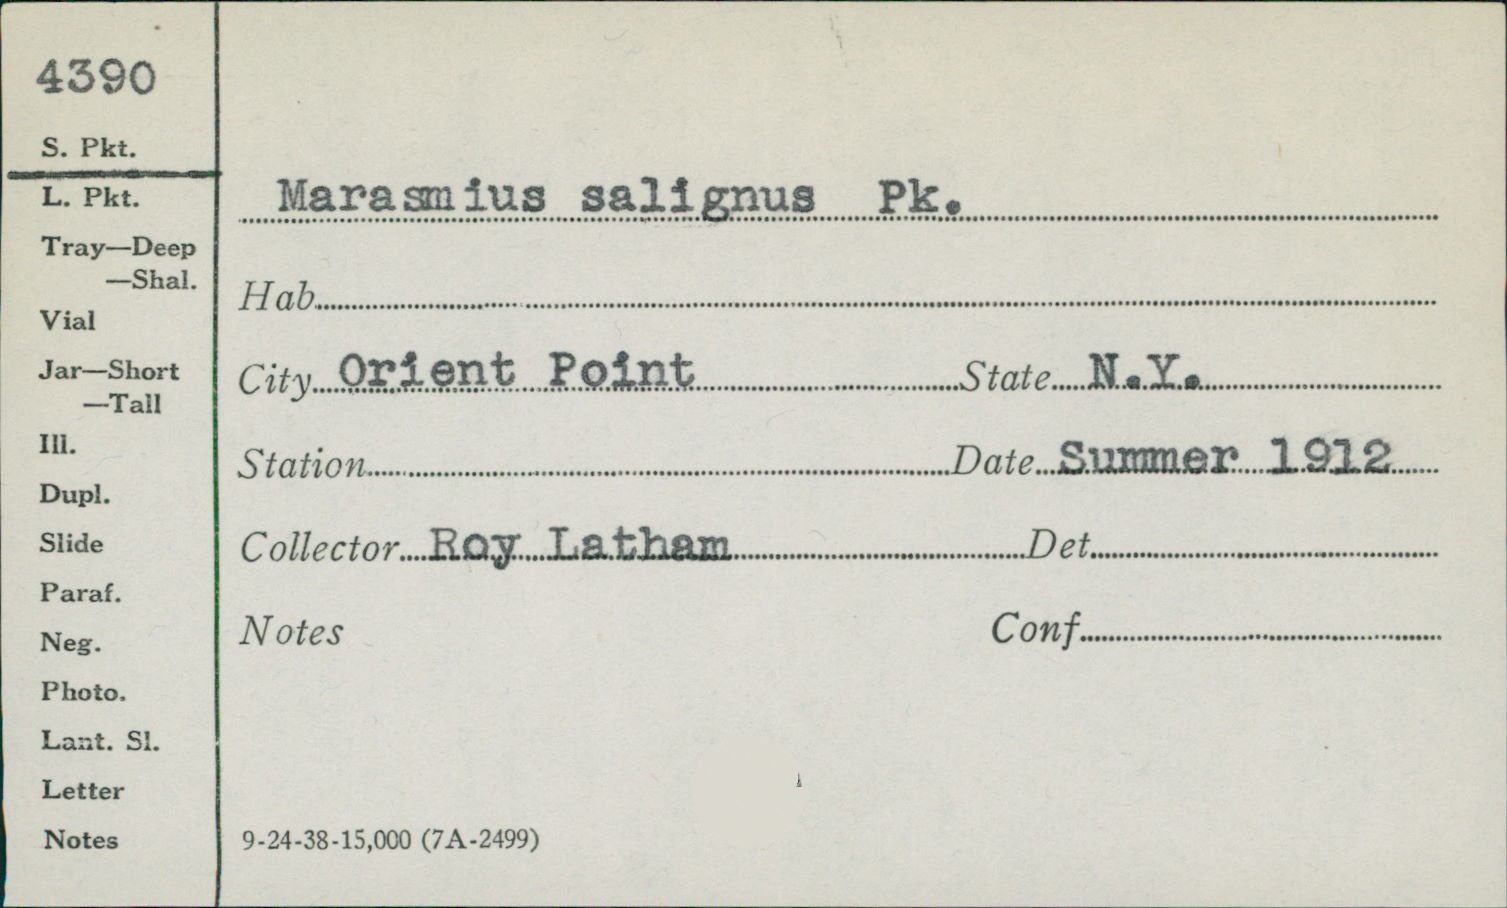 4390
S. Pkt.
L. Pkt.
Tray—Deep
—Shal.
Vial
Jar—Short
—Tall
Ill.
Dupl.
Slide
Paraf.
Neg.
Photo.
Lant. Sl.
Letter
Notes
Marasmius salignus Pk.
Hab
City Orient Point State N.Y.
Station Date Summer 1912
Collector Roy Latham Det.
Notes Conf.
9-24-38-15,000 (7A-2499)